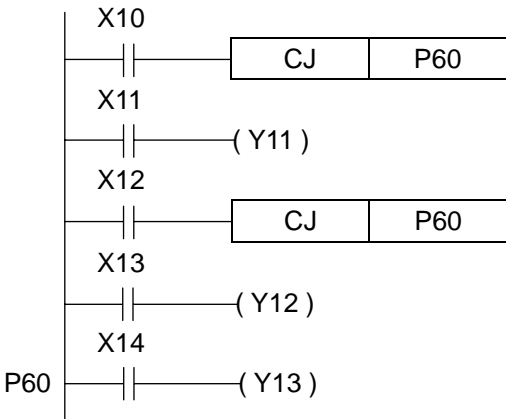 X10
CJ P60
X11
( Y11 )
X12
CJ P60
X13
( Y12 )
X14
P60 ( Y13 )